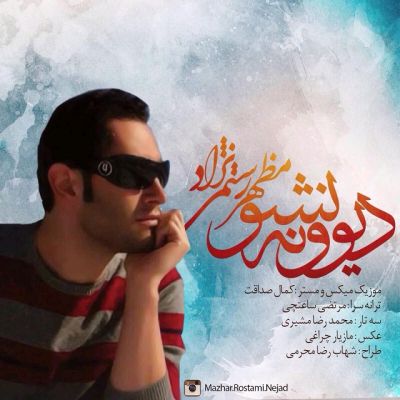 مظهر رستمی نژاد
دیوونه نشو
موزیک میکس و مستر : کمال صداقت
ترانه سرا : مرتضی ساعتچی
سه تار : محمد رضا مشیری
عکس : مازیار چراغی
طراح : شهاب رضا محرمی
Mazhar.Rostami.Nejad